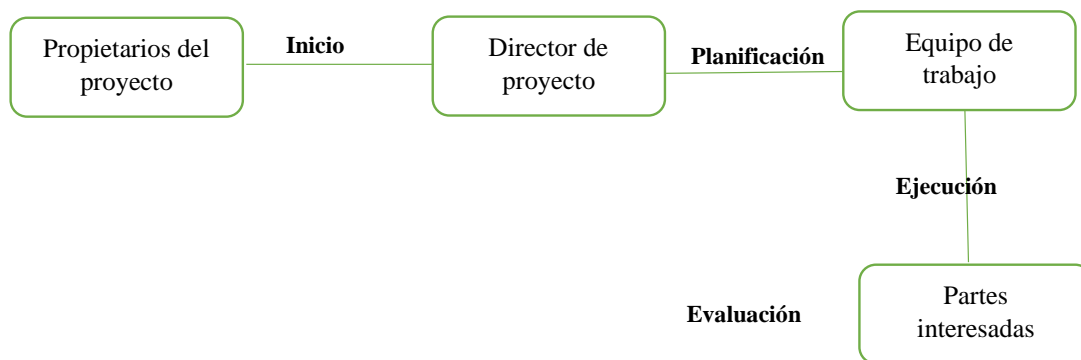 Propietarios del
proyecto
Inicio
Director de
proyecto
Planificación
Equipo de
trabajo
Ejecución
Evaluación
Partes
interesadas